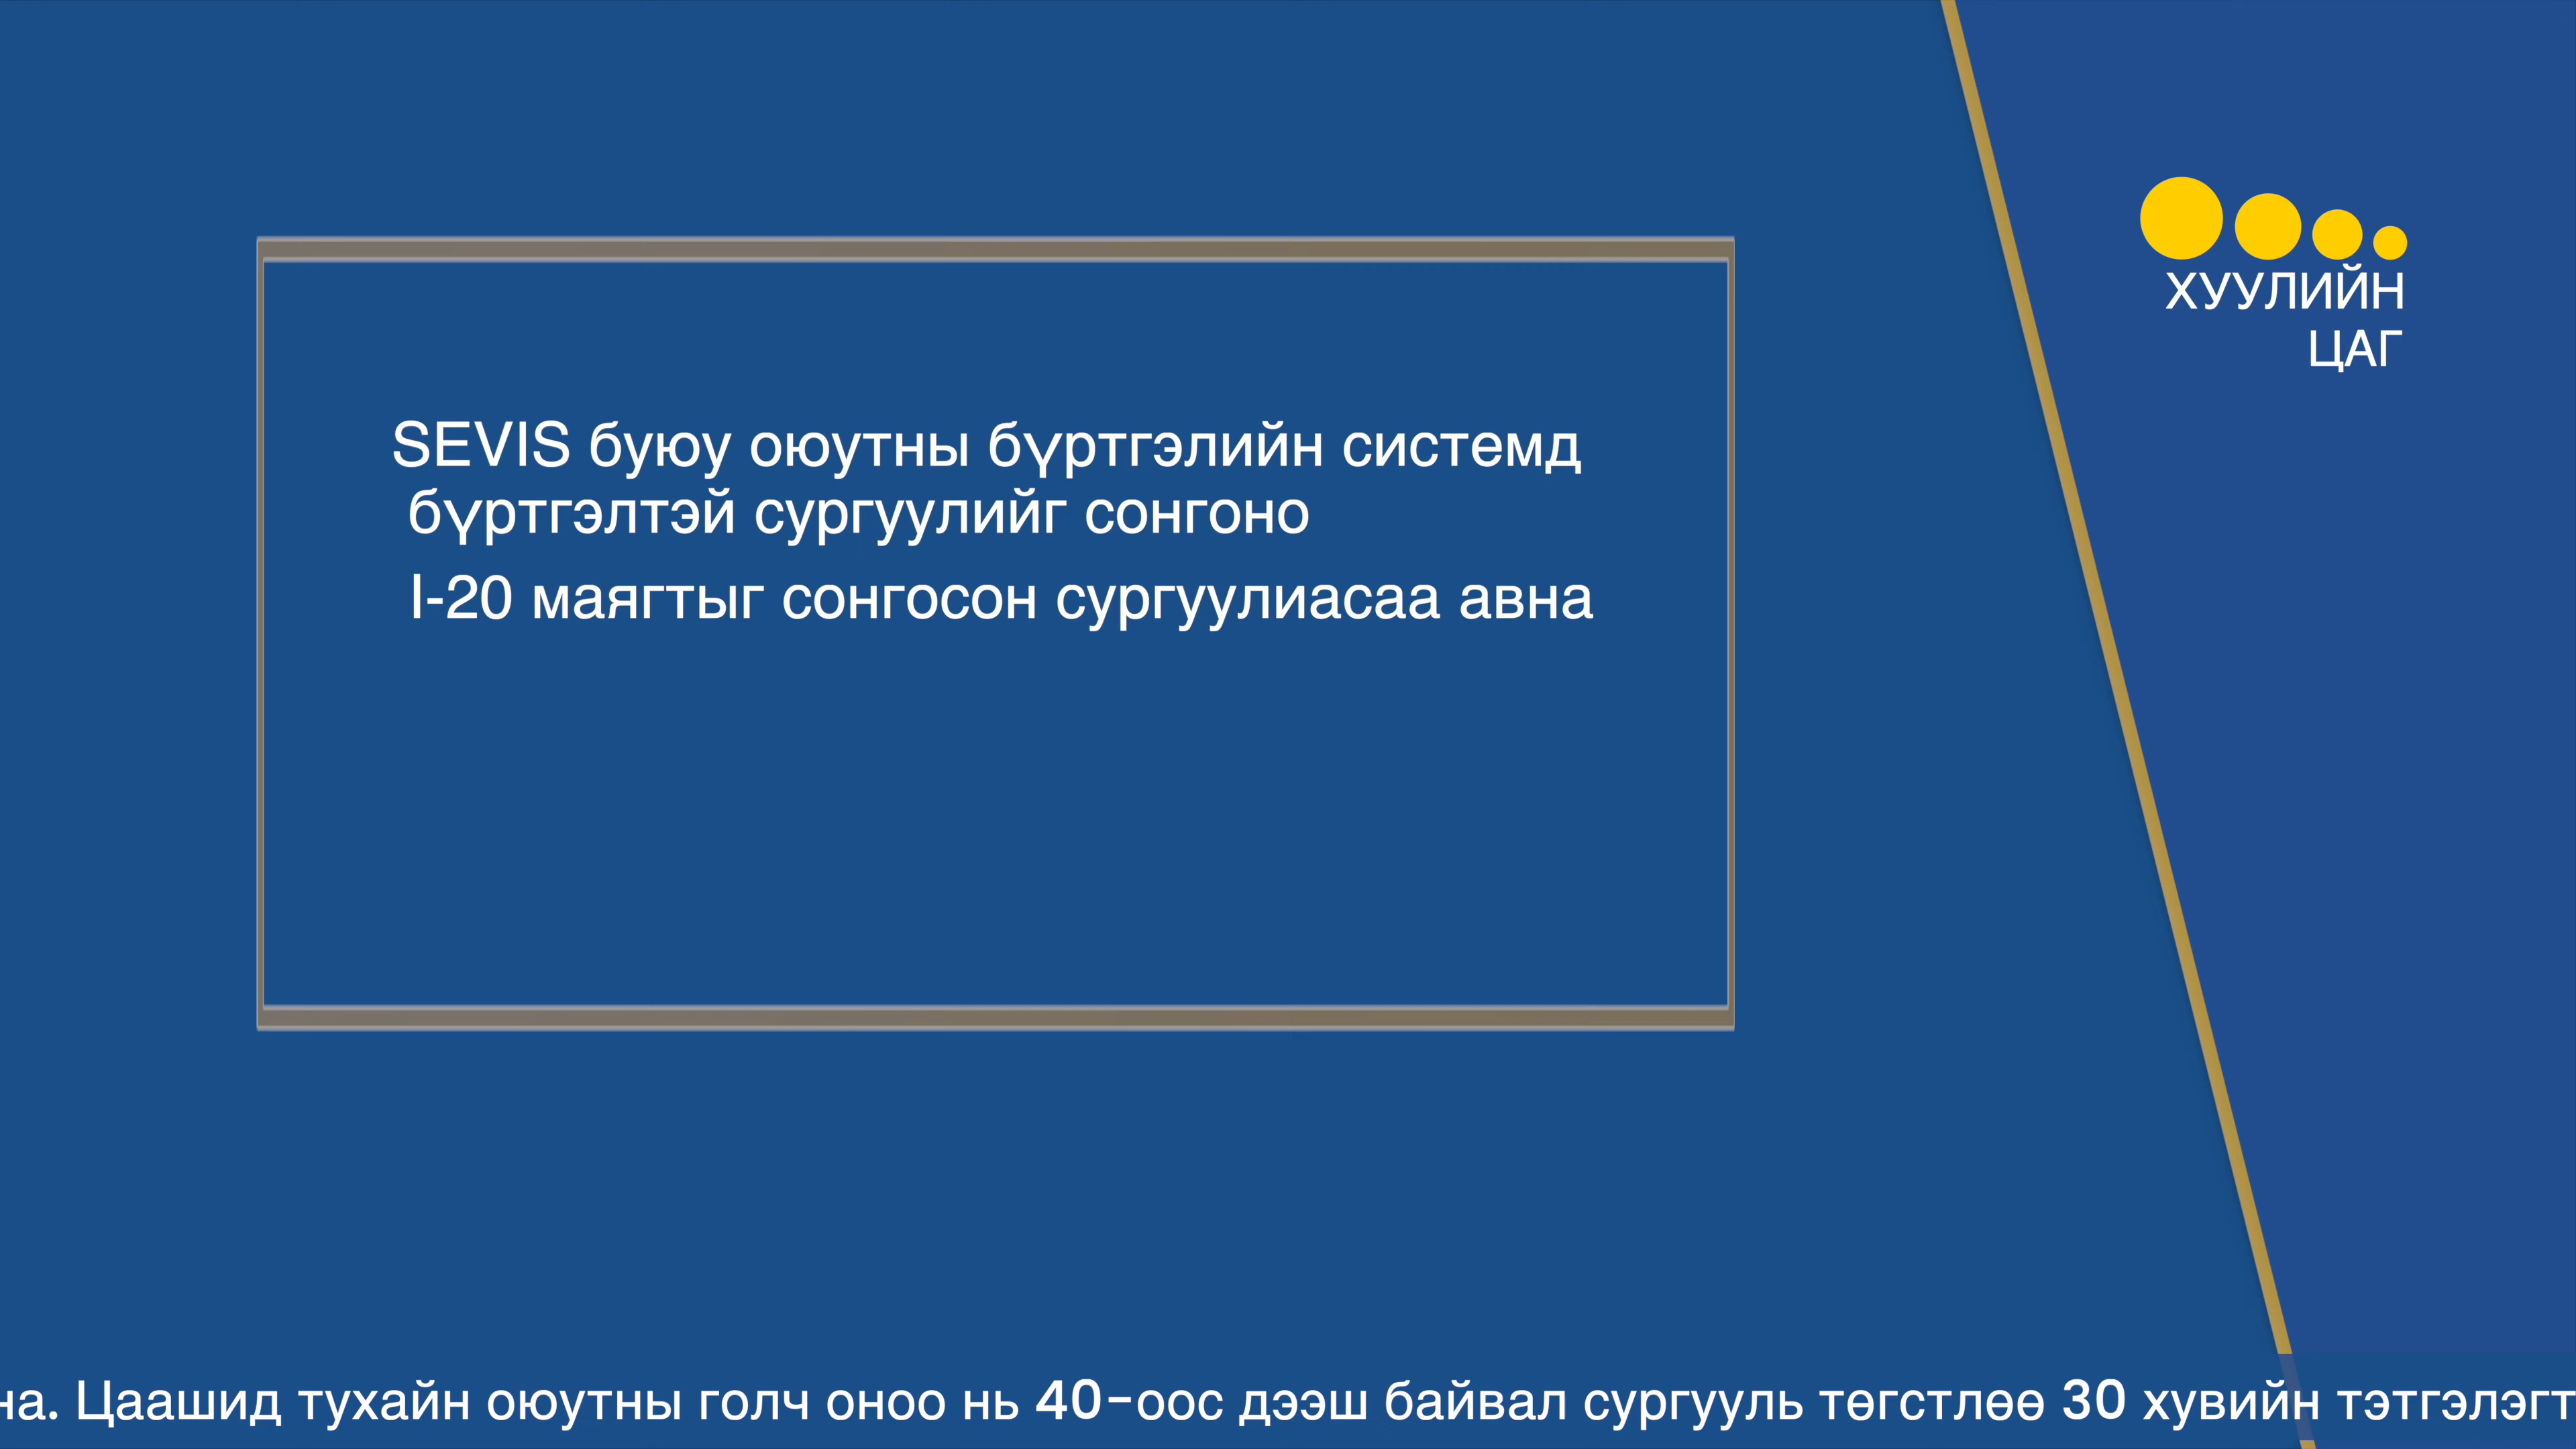 ХУУЛИЙН
ЦАГ
SEVIS буюу оюутны бүртгэлийн системд
бүртгэлтэй сургуулийг сонгоно
I-20 маягтыг сонгосон сургуулиасаа авна
на. Цаашид тухайн оюутны голч оноо нь 40-оос дээш байвал сургууль төгстлөө 30 хувийн тэтгэлэгт